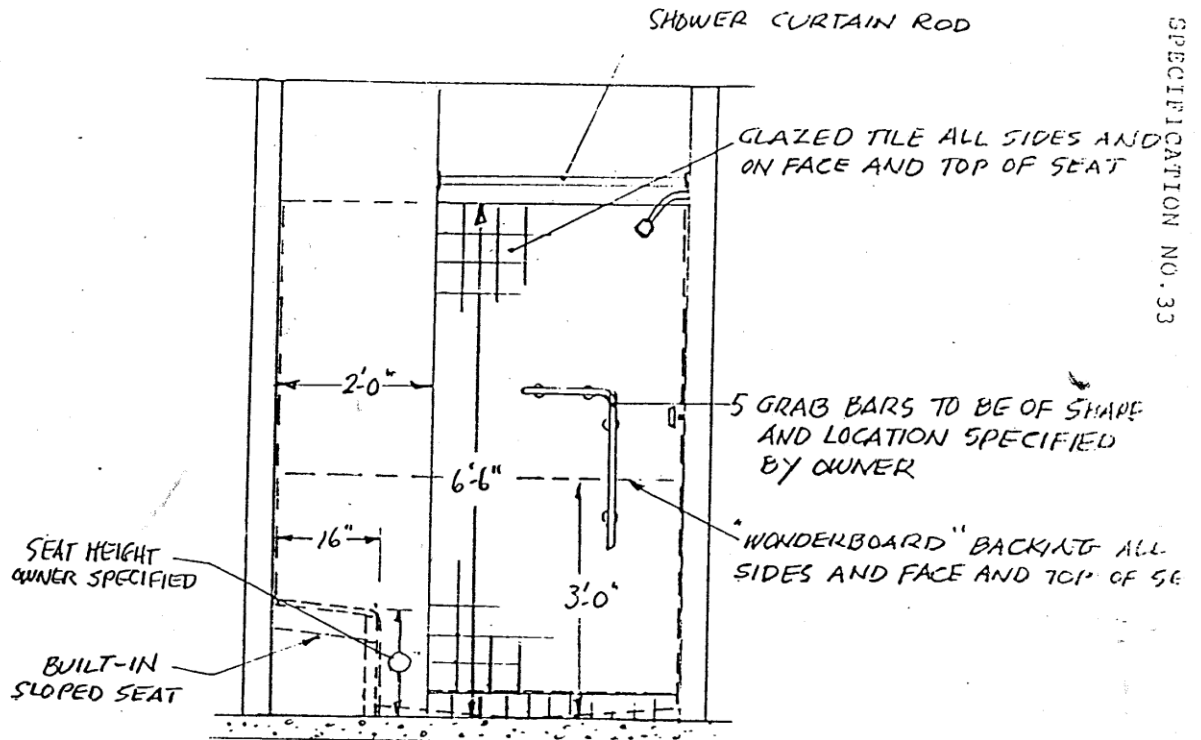 SHOWER CURTAIN ROD
SPECIFICATION NO.33
GLAZED TILE ALL SIDES AND
ON FACE AND TOP OF SEAT
2'-0"
5 GRAB BARS TO BE OF SHAPE
AND LOCATION SPECIFIED
BY OWNER
6'-6"
16"
SEAT HEIGHT
OWNER SPECIFIED
"WONDERBOARD" BACKING ALL
SIDES AND FACE AND TOP OF SE
3'-0"
BUILT-IN
SLOPED SEAT